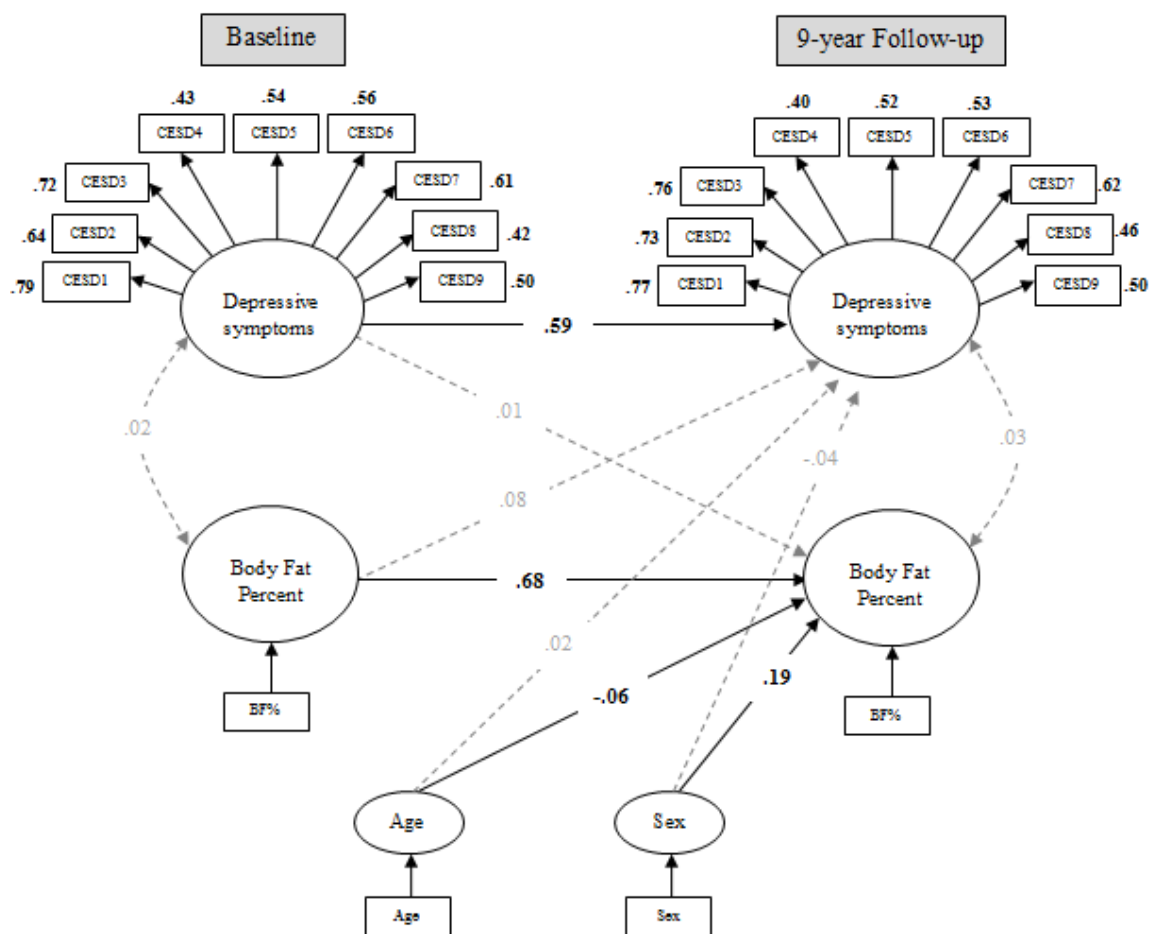 Baseline
9-year Follow-up
.43 .54 .56
CESD4 CESD5 CESD6
.72 CESD3
CESD7 .61
.64 CESD2
CESD8 .42
.79 CESD1
CESD9 .50
Depressive
symptoms
.40 .52 .53
CESD4 CESD5 CESD6
.76 CESD3
CESD7 .62
.73 CESD2
CESD8 .46
.77 CESD1
CESD9 .50
Depressive
symptoms
.59
.02
.01
-.04
.03
.08
Body Fat
Percent
.68
Body Fat
Percent
.02
-.06
.19
BF%
BF%
Age
Sex
Age
Sex